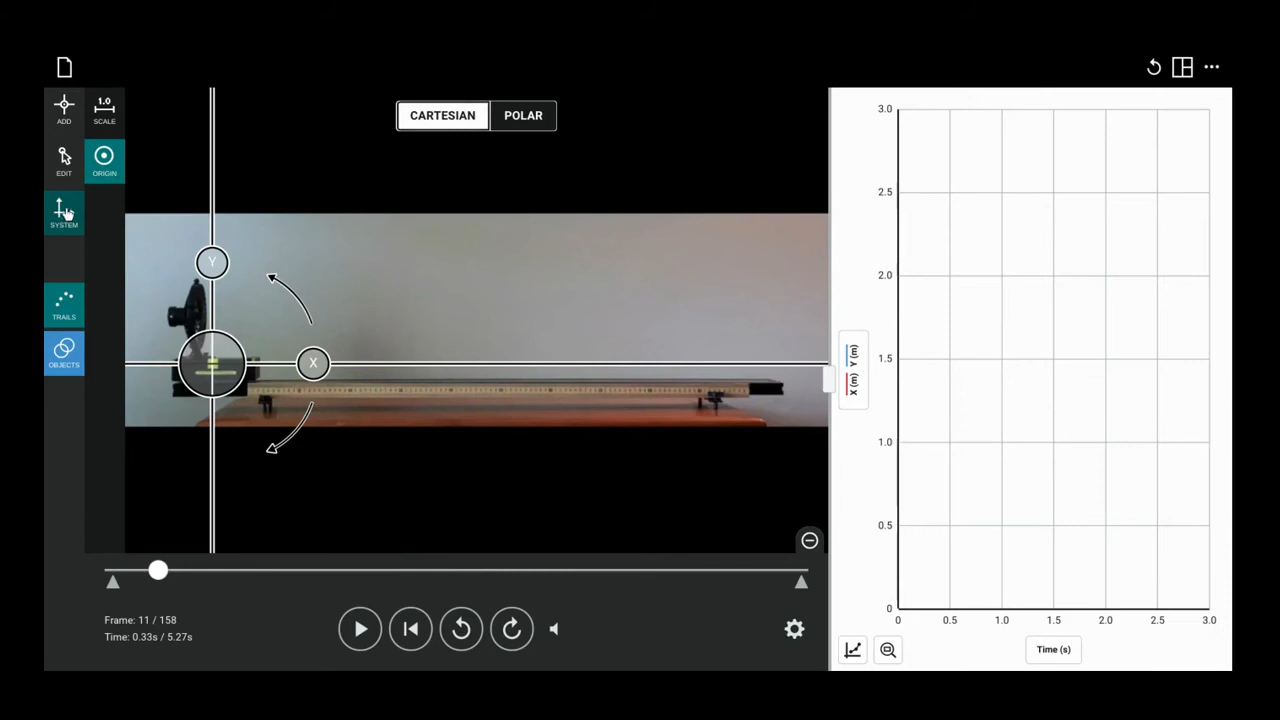 1.0
ADD
SCALE
CARTESIAN
POLAR
EDIT
ORIGIN
SYSTEM
TRAILS
OBJECTS
Y
X
Frame: 11 / 158
Time: 0.33s / 5.27s
3.0
2.5
2.0
1.5
1.0
0.5
0
X (m)
Y (m)
0
0.5
1.0
1.5
2.0
2.5
3.0
Time (s)